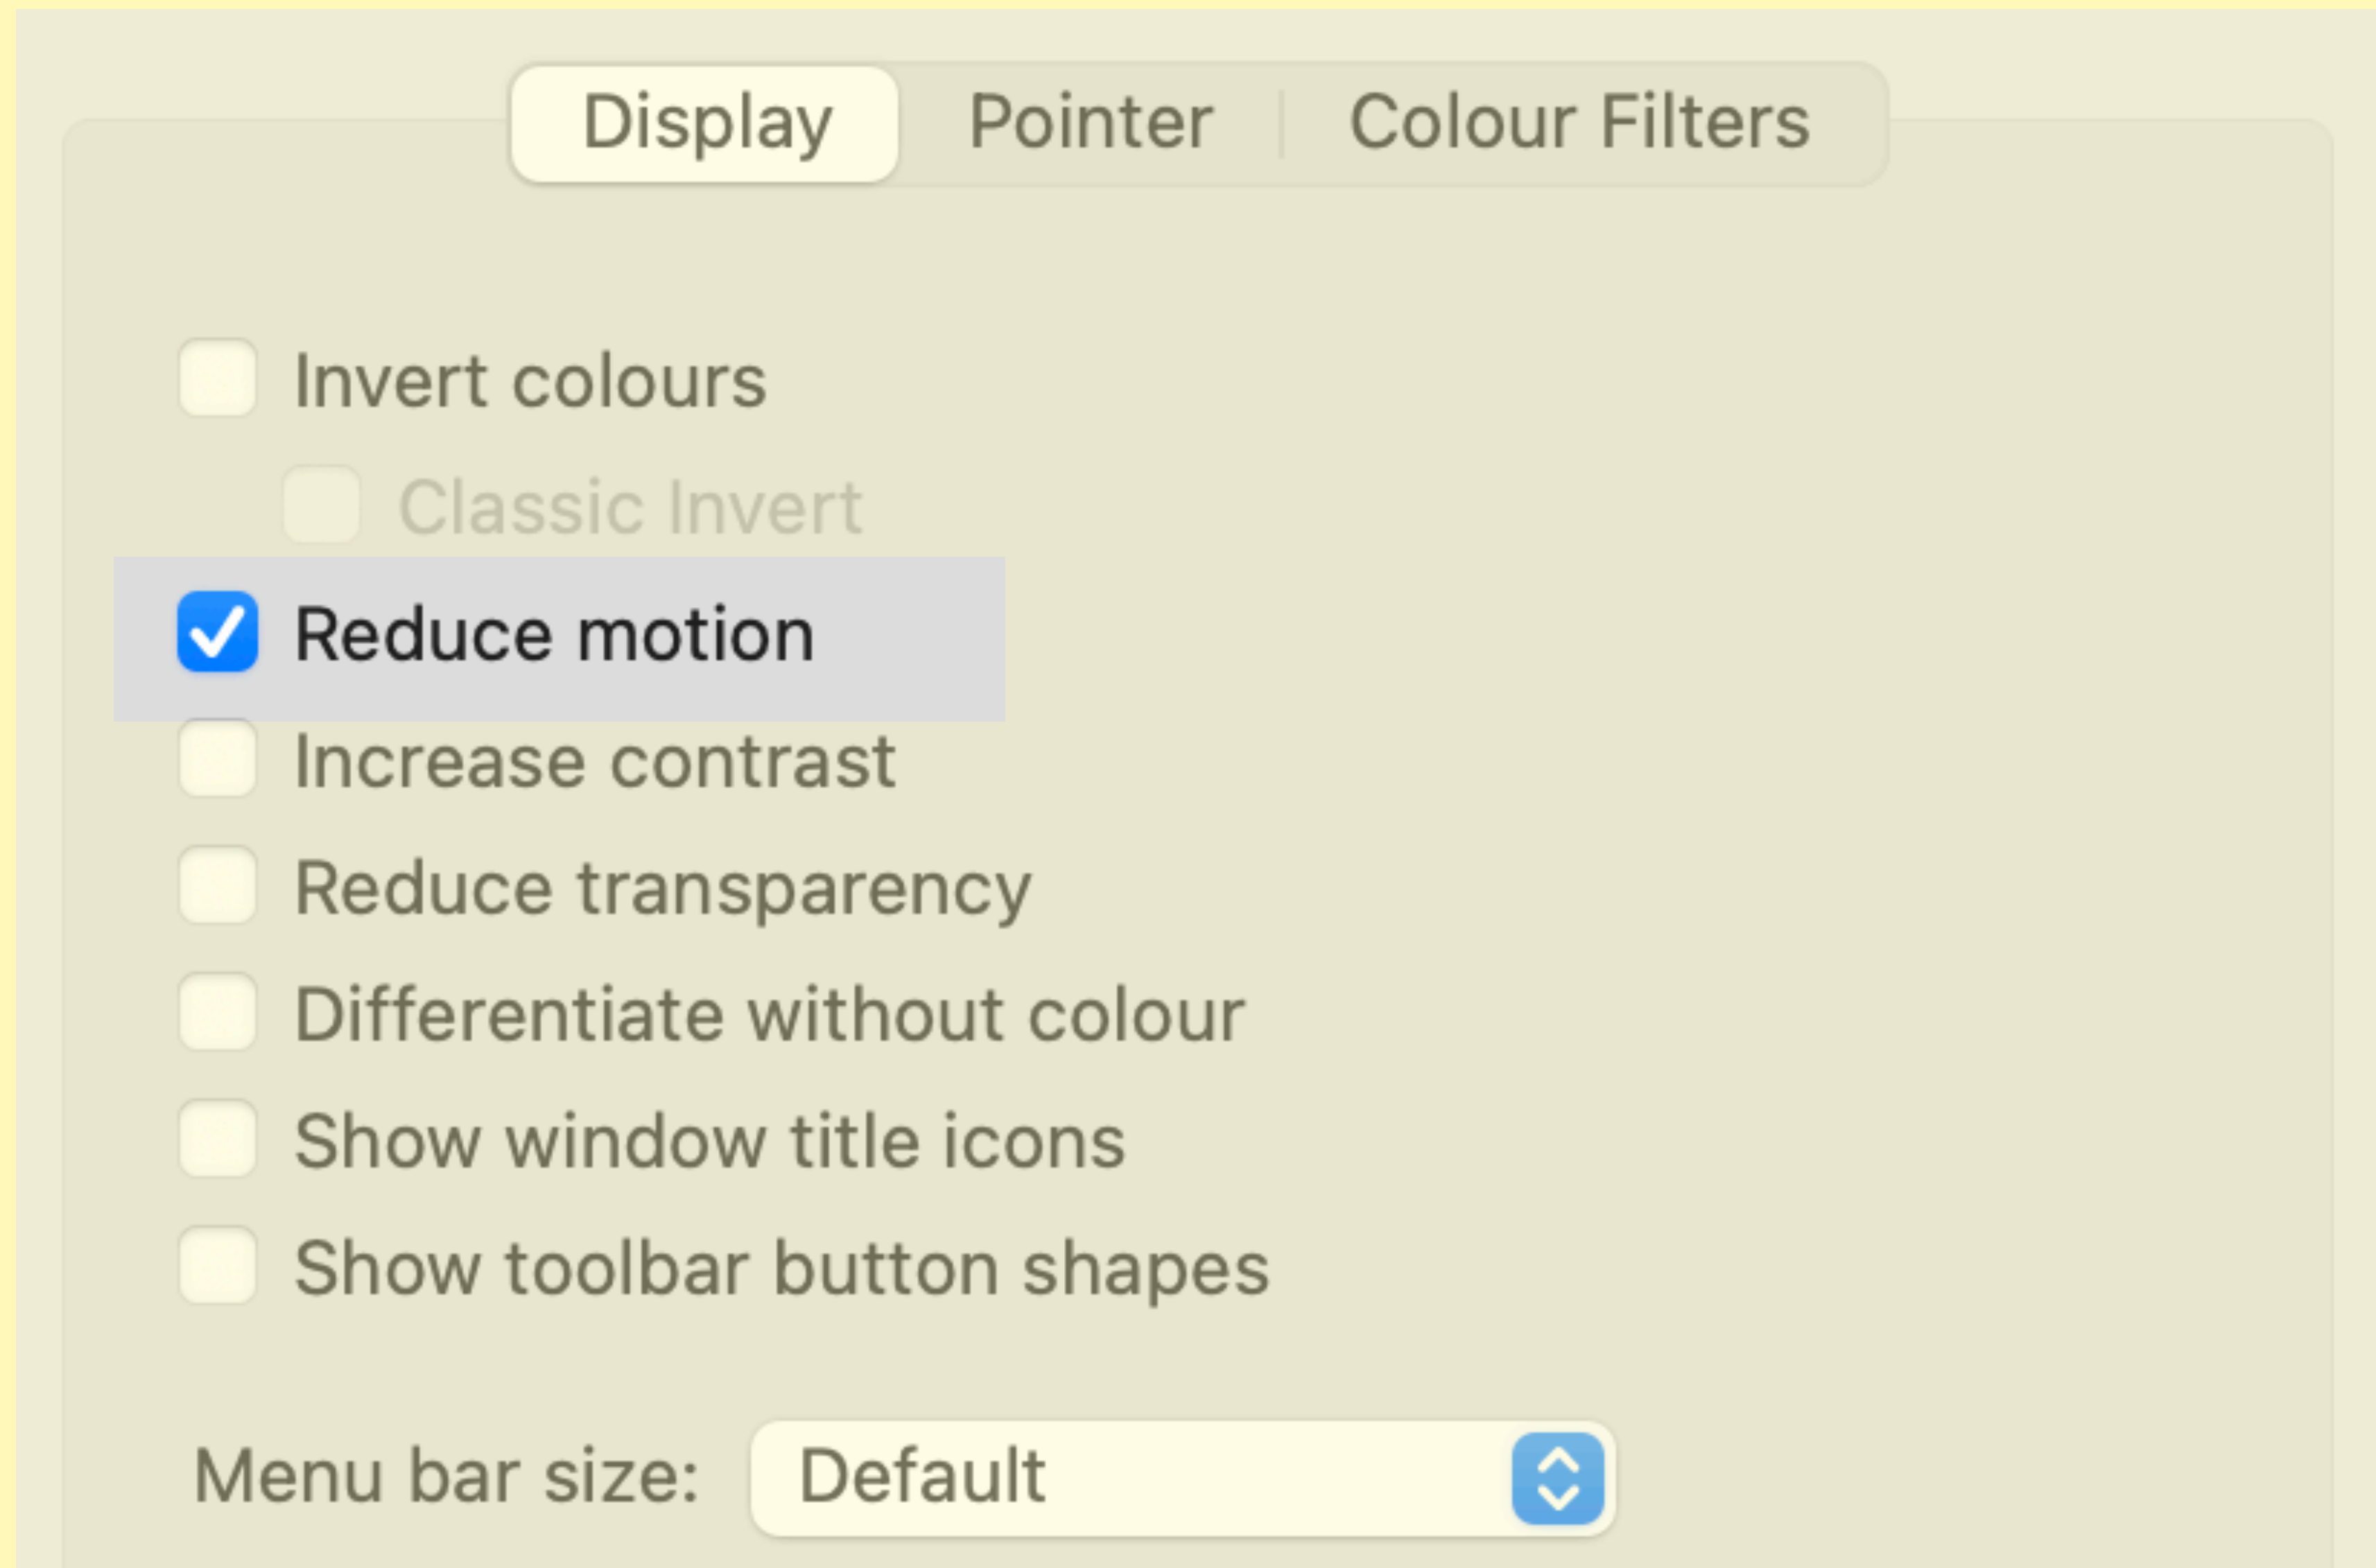 Display Pointer Colour Filters
Invert colours
Classic Invert
Reduce motion
Increase contrast
Reduce transparency
Differentiate without colour
Show window title icons
Show toolbar button shapes
Menu bar size: Default